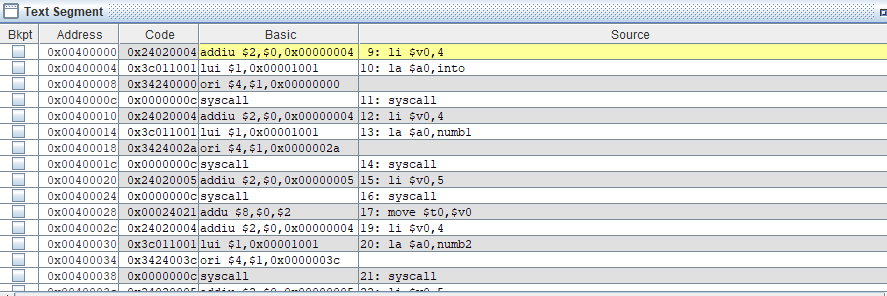 Text Segment
Bkpt Address Code Basic Source
0x00400000 0x24020004 addiu $2,$0,0x00000004 9: li $v0,4
0x00400004 0x3c011001 lui $1,0x00001001 10: la $a0,into
0x00400008 0x34240000 ori $4,$1,0x00000000
0x0040000c 0x0000000c syscall 11: syscall
0x00400010 0x24020004 addiu $2,$0,0x00000004 12: li $v0,4
0x00400014 0x3c011001 lui $1,0x00001001 13: la $a0,numb1
0x00400018 0x3424002a ori $4,$1,0x0000002a
0x0040001c 0x0000000c syscall 14: syscall
0x00400020 0x24020005 addiu $2,$0,0x00000005 15: li $v0,5
0x00400024 0x0000000c syscall 16: syscall
0x00400028 0x00024021 addu $8,$0,$2 17: move $t0,$v0
0x0040002c 0x24020004 addiu $2,$0,0x00000004 19: li $v0,4
0x00400030 0x3c011001 lui $1,0x00001001 20: la $a0,numb2
0x00400034 0x3424003c ori $4,$1,0x0000003c
0x00400038 0x0000000c syscall 21: syscall